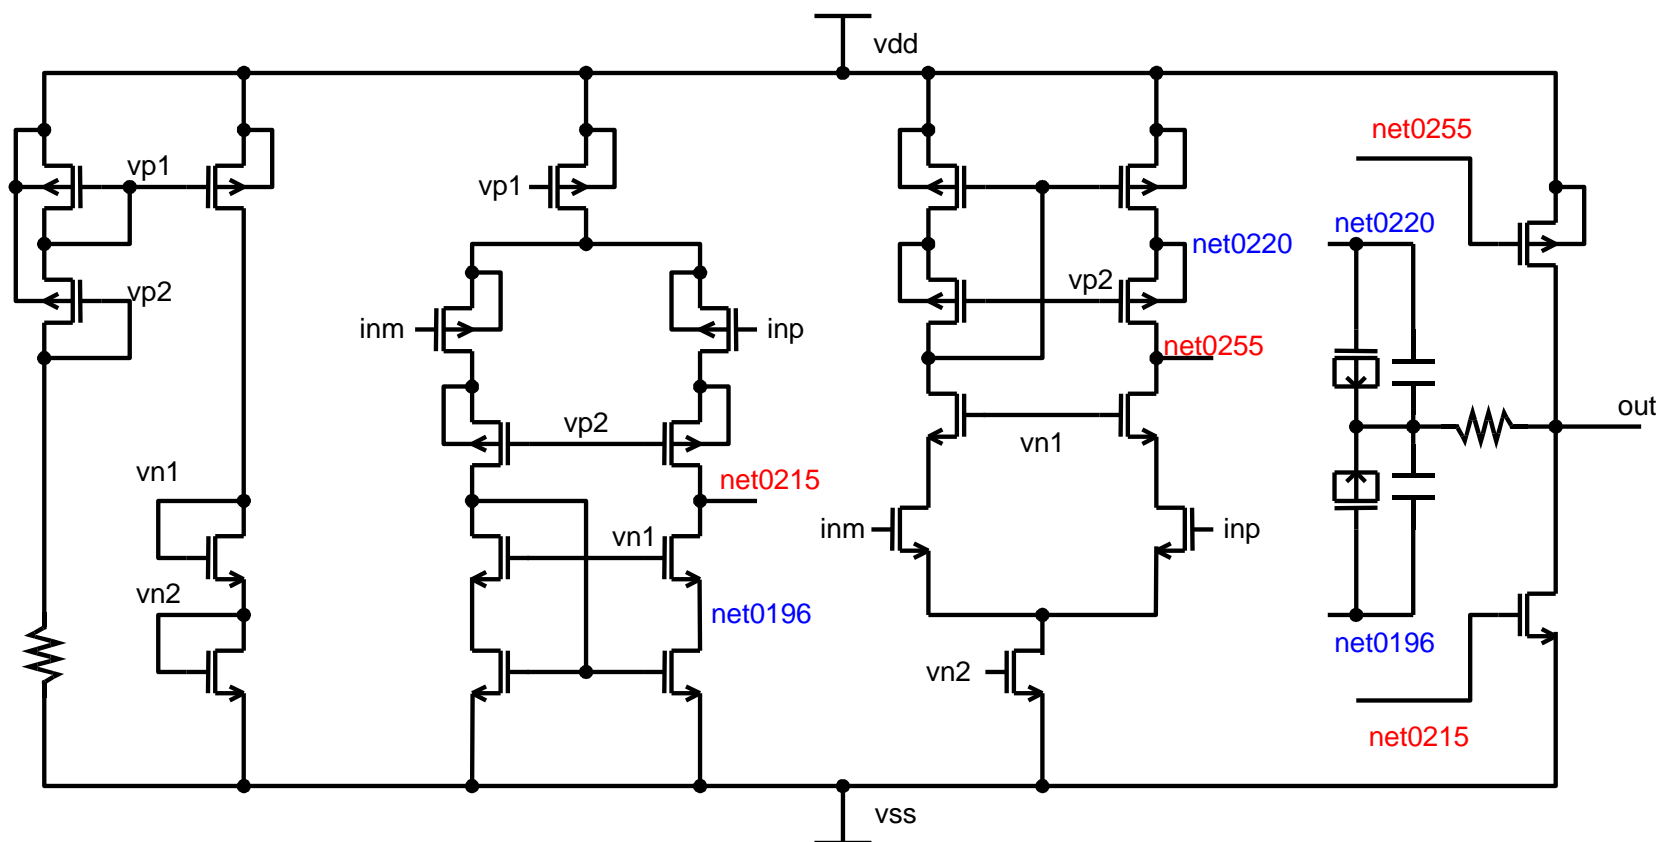 vdd
net0255
vp1
vp1
net0220
net0220
vp2
vp2
inm
inp
net0255
out
vp2
vn1
vn1
net0215
inm
inp
vn1
vn2
net0196
net0196
vn2
net0215
vss